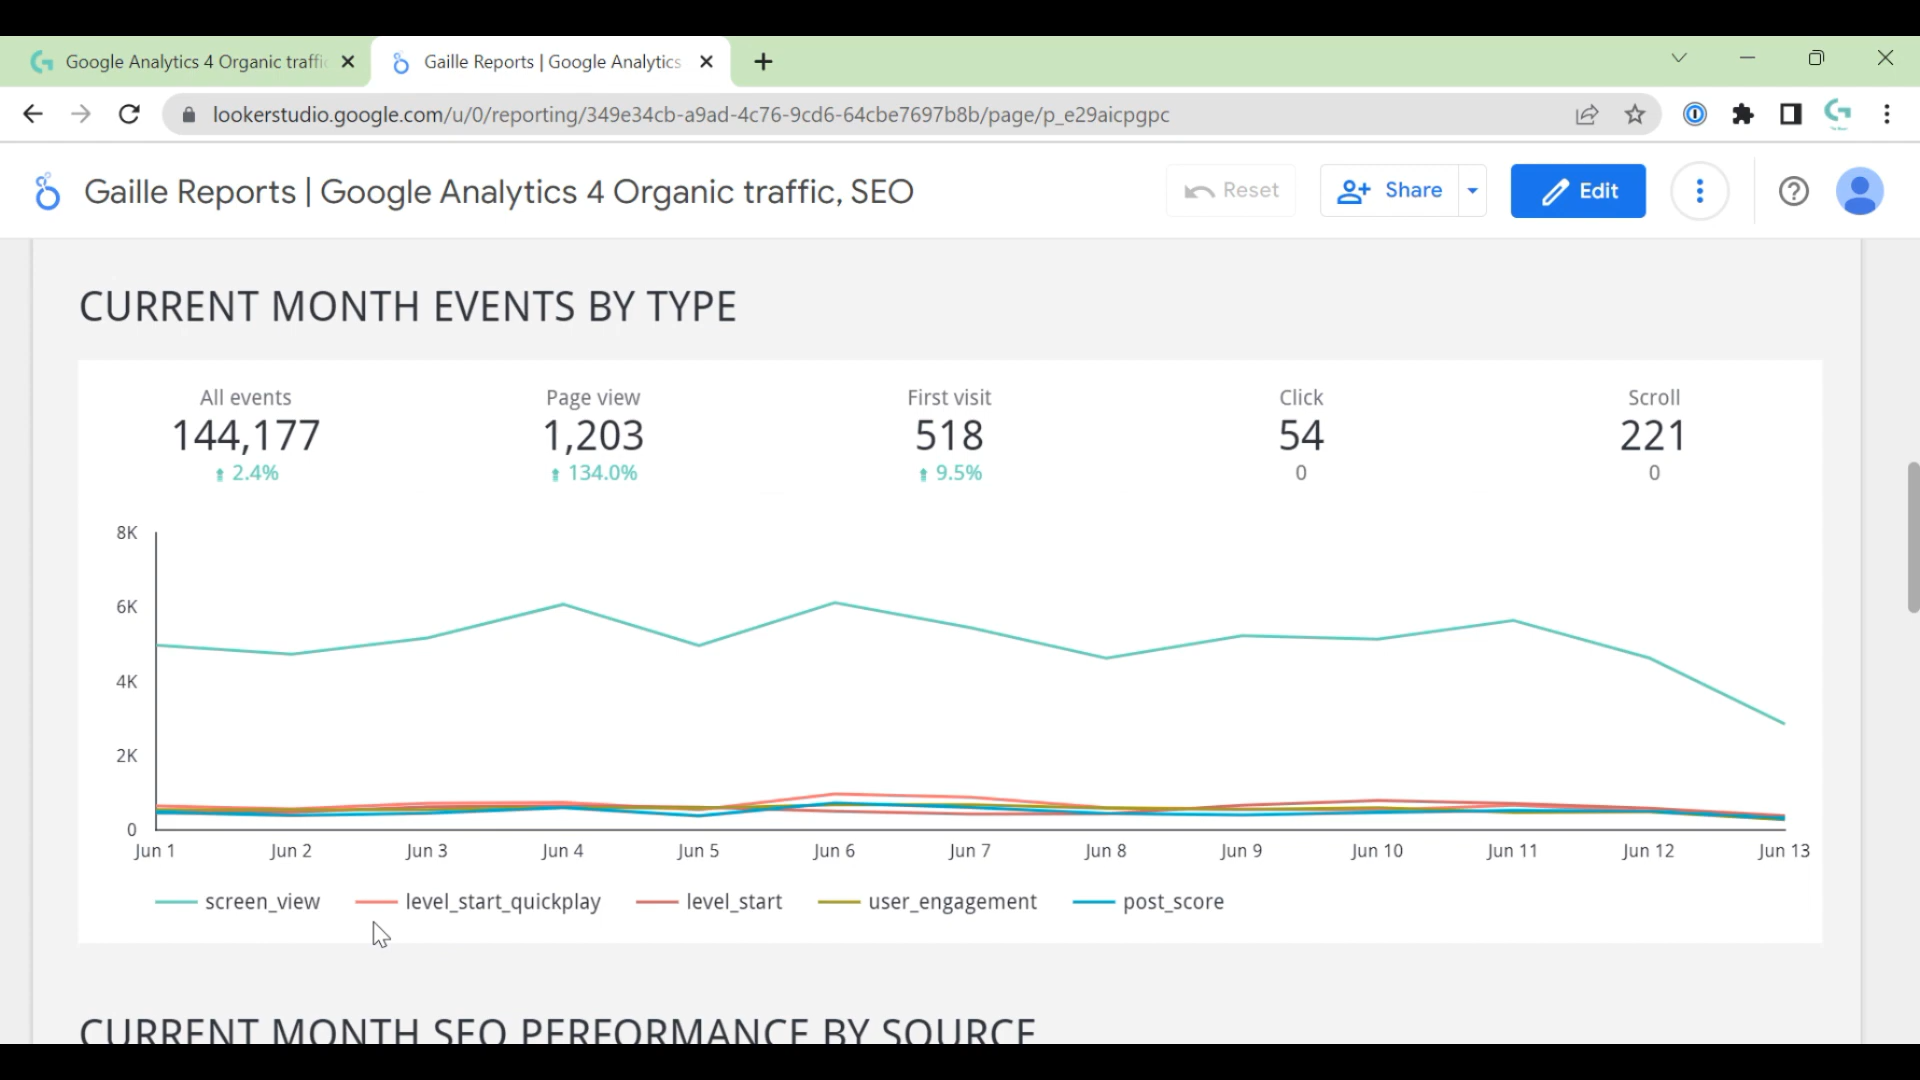 Google Analytics 4 Organic traffi
Gaille Reports | Google Analytics
lookerstudio.google.com/u/0/reporting/349e34cb-a9ad-4c76-9cd6-64cbe7697b8b/page/p_e29aicpgpc
Gaille Reports | Google Analytics 4 Organic traffic, SEO
Reset
Share
Edit
CURRENT MONTH EVENTS BY TYPE
All events Page view First visit Click Scroll
144,177 1,203 518 54 221
2.4% 134.0% 9.5% 0 0
8K
6K
4K
2K
0
Jun 1 Jun 2 Jun 3 Jun 4 Jun 5 Jun 6 Jun 7 Jun 8 Jun 9 Jun 10 Jun 11 Jun 12 Jun 13
screen_view level_start_quickplay level_start user_engagement post_score
CURRENT MONTH SEO PERFORMANCE BY SOURCE